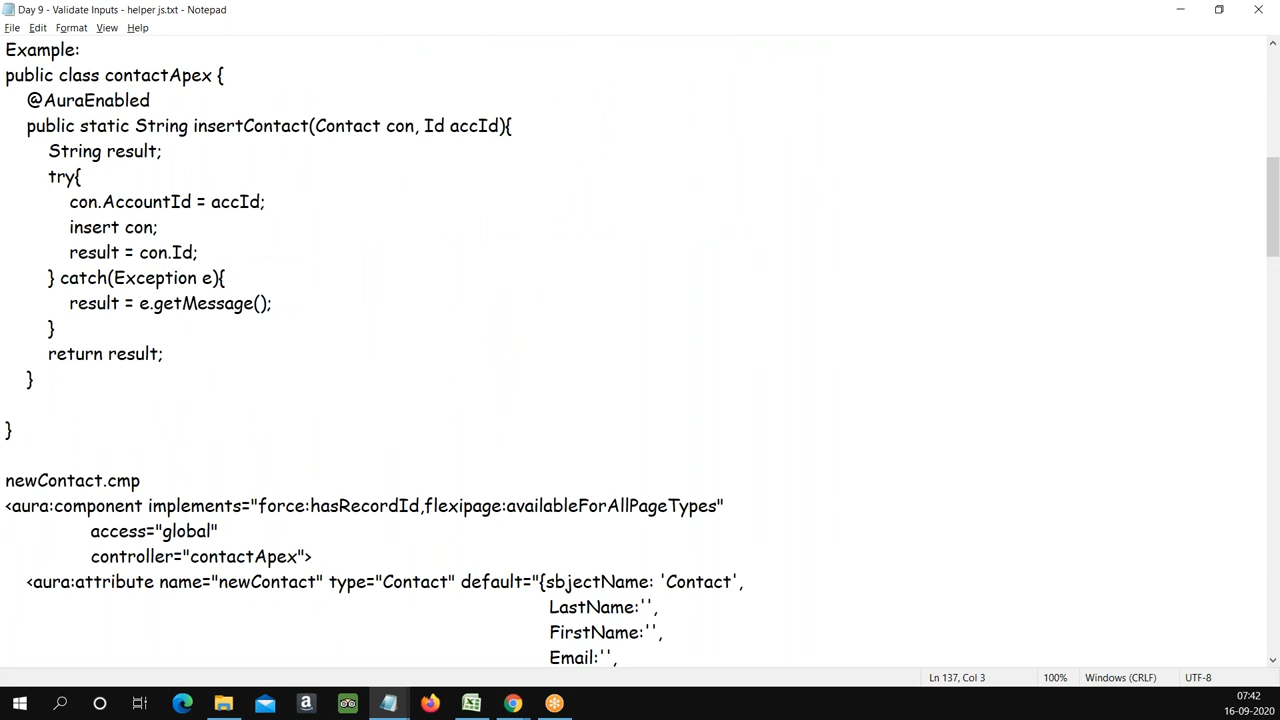 Day 9 - Validate Inputs - helper js.txt - Notepad
File Edit Format View Help
Example:
public class contactApex {
@AuraEnabled
public static String insertContact(Contact con, Id accId){
String result;
try{
con.AccountId = accId;
insert con;
result = con.Id;
} catch(Exception e){
result = e.getMessage();
}
return result;
}
}
newContact.cmp
<aura:component implements="force:hasRecordId,flexipage:availableForAllPageTypes"
access="global"
controller="contactApex">
<aura:attribute name="newContact" type="Contact" default="{sbjectName: 'Contact',
LastName:'',
FirstName:'',
Email:'',
Ln 137, Col 3 100% Windows (CRLF) UTF-8
07:42
16-09-2020